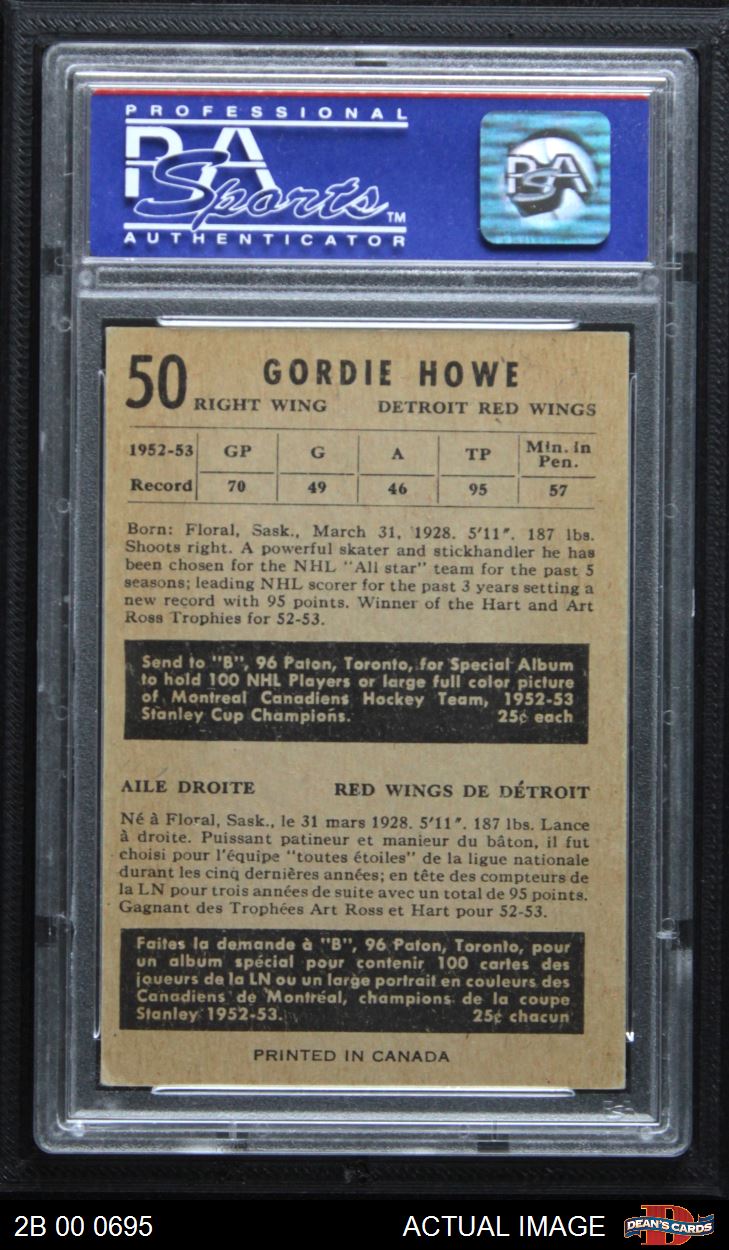 PROFESSIONAL
PSA
Sports TM
AUTHENTICATOR
PSA
50 GORDIE HOWE
RIGHT WING DETROIT RED WINGS
1952-53 GP G A TP Min. in Pen.
Record 70 49 46 95 57
Born: Floral, Sask., March 31, 1928. 5'11". 187 lbs.
Shoots right. A powerful skater and stickhandler he has
been chosen for the NHL "All star" team for the past 5
seasons; leading NHL scorer for the past 3 years setting a
new record with 95 points. Winner of the Hart and Art
Ross Trophies for 52-53.
Send to "B", 96 Paton, Toronto, for Special Album
to hold 100 NHL Players or large full color picture
of Montreal Canadiens Hockey Team, 1952-53
Stanley Cup Champions. 25¢ each
AILE DROITE RED WINGS DE DÉTROIT
Né à Floral, Sask., le 31 mars 1928. 5'11". 187 lbs. Lance
à droite. Puissant patineur et manieur du bâton, il fut
choisi pour l'équipe "toutes étoiles" de la ligue nationale
durant les cinq dernières années; en tête des compteurs de
la LN pour trois années de suite avec un total de 95 points.
Gagnant des Trophées Art Ross et Hart pour 52-53.
Faites la demande à "B", 96 Paton, Toronto, pour
un album spécial pour contenir 100 cartes des
joueurs de la LN ou un large portrait en couleurs des
Canadiens de Montréal, champions de la coupe
Stanley 1952-53. 25¢ chacun
PRINTED IN CANADA
2B 00 0695 ACTUAL IMAGE DEAN'S CARDS